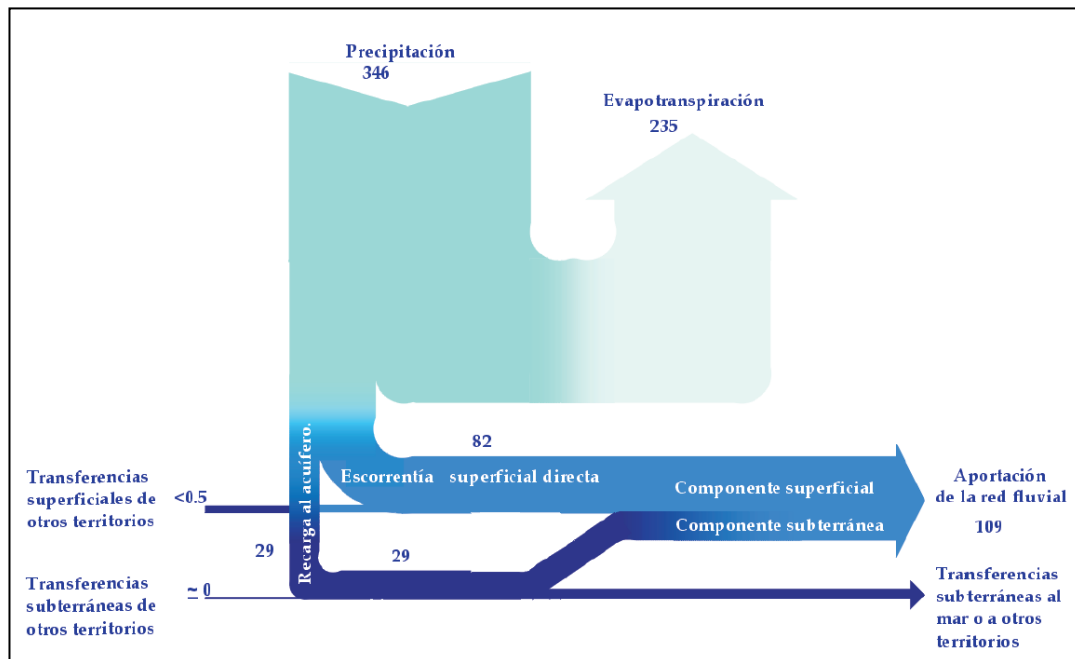 Precipitación
346
Evapotranspiración
235
82
Escorrentía superficial directa
Recarga al acuífero.
Componente superficial
Componente subterránea
Transferencias
superficiales de
otros territorios
<0.5
29
29
Transferencias
subterráneas de
otros territorios
~ 0
Aportación
de la red fluvial
109
Transferencias
subterráneas al
mar o a otros
territorios